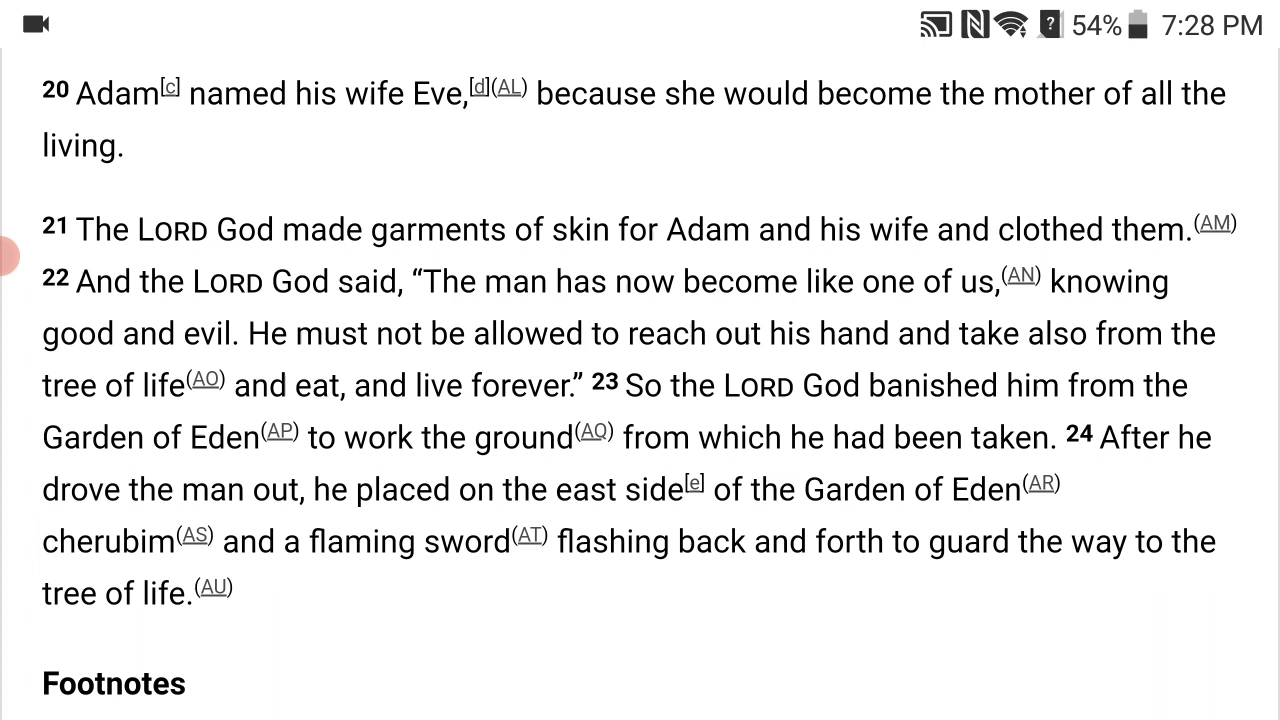 54% 7:28 PM
20 Adam[c] named his wife Eve,[d](AL) because she would become the mother of all the
living.
21 The LORD God made garments of skin for Adam and his wife and clothed them.(AM)
22 And the LORD God said, “The man has now become like one of us,(AN) knowing
good and evil. He must not be allowed to reach out his hand and take also from the
tree of life(AO) and eat, and live forever.” 23 So the LORD God banished him from the
Garden of Eden(AP) to work the ground(AQ) from which he had been taken. 24 After he
drove the man out, he placed on the east side[e] of the Garden of Eden(AR)
cherubim(AS) and a flaming sword(AT) flashing back and forth to guard the way to the
tree of life.(AU)
Footnotes